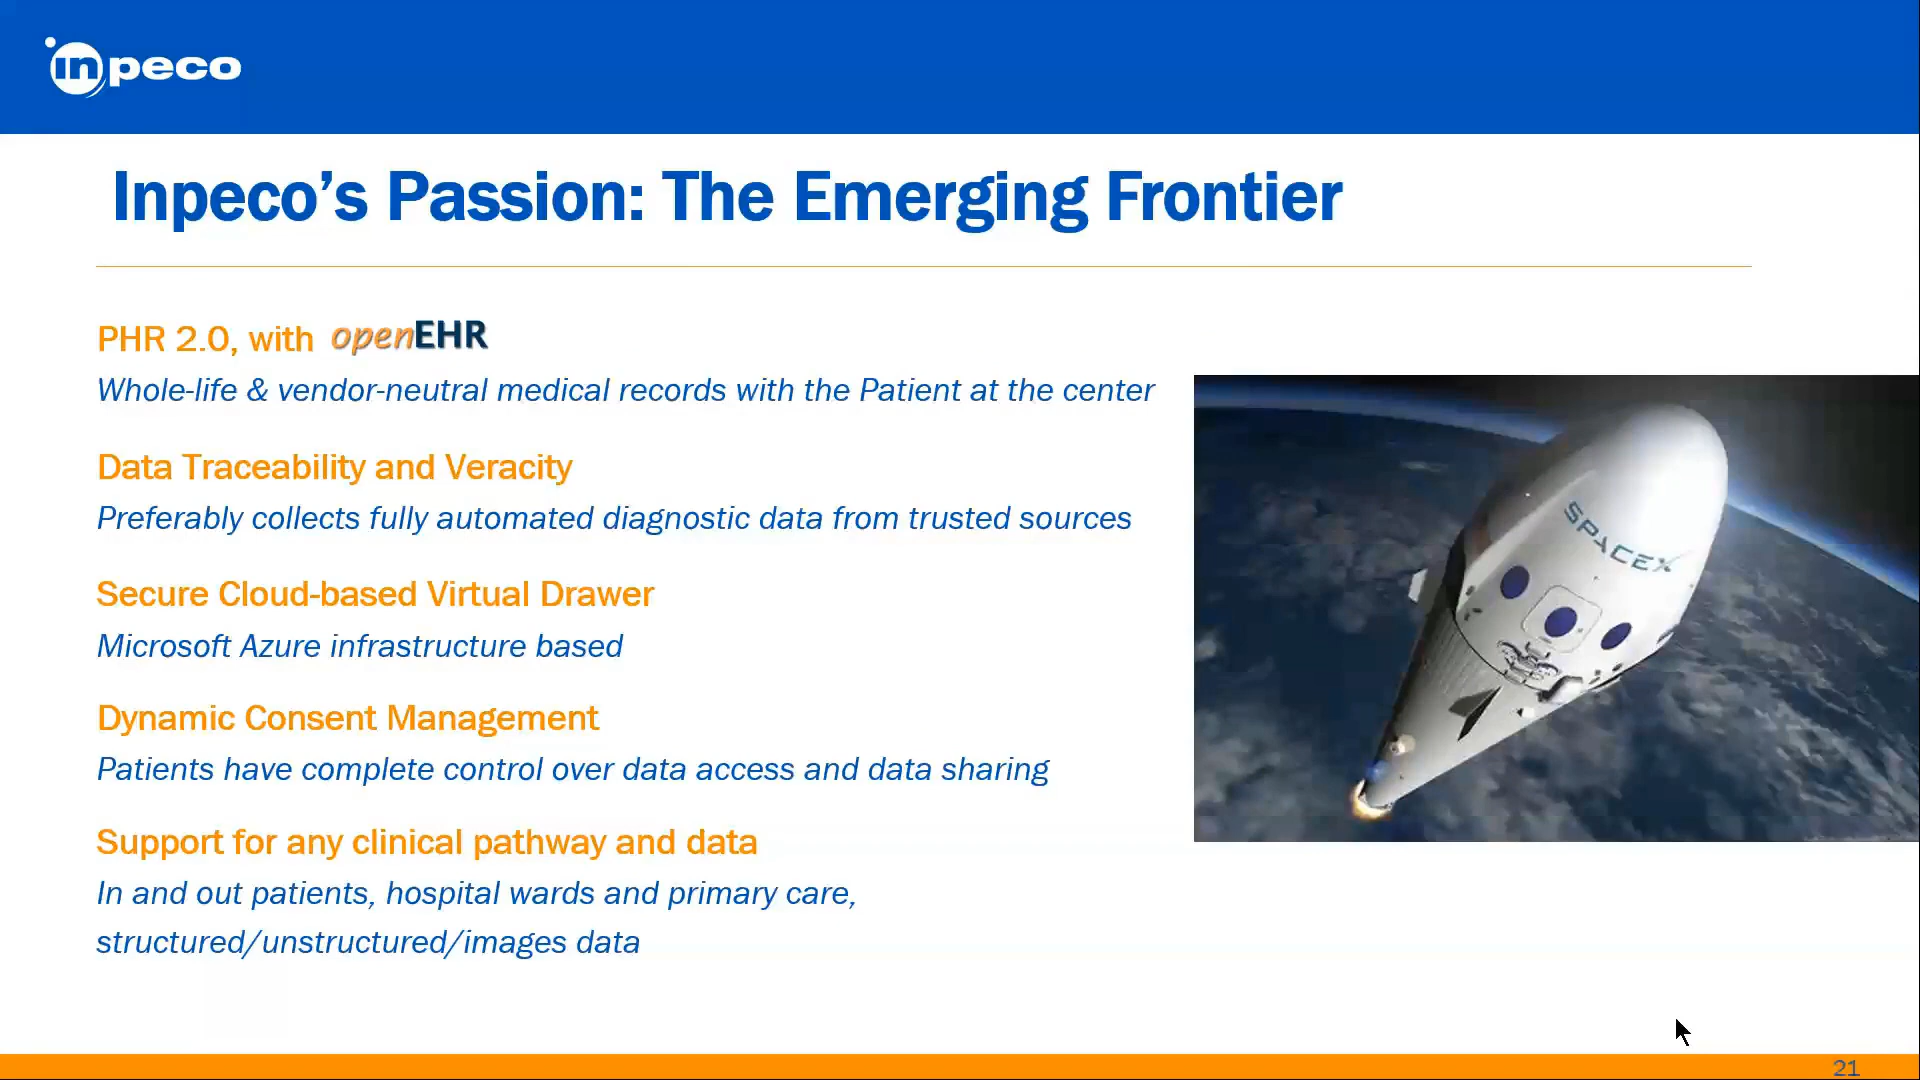 inpeco
Inpeco’s Passion: The Emerging Frontier
PHR 2.0, with openEHR
Whole-life & vendor-neutral medical records with the Patient at the center
Data Traceability and Veracity
Preferably collects fully automated diagnostic data from trusted sources
Secure Cloud-based Virtual Drawer
Microsoft Azure infrastructure based
Dynamic Consent Management
Patients have complete control over data access and data sharing
Support for any clinical pathway and data
In and out patients, hospital wards and primary care,
structured/unstructured/images data
SPACEX
21